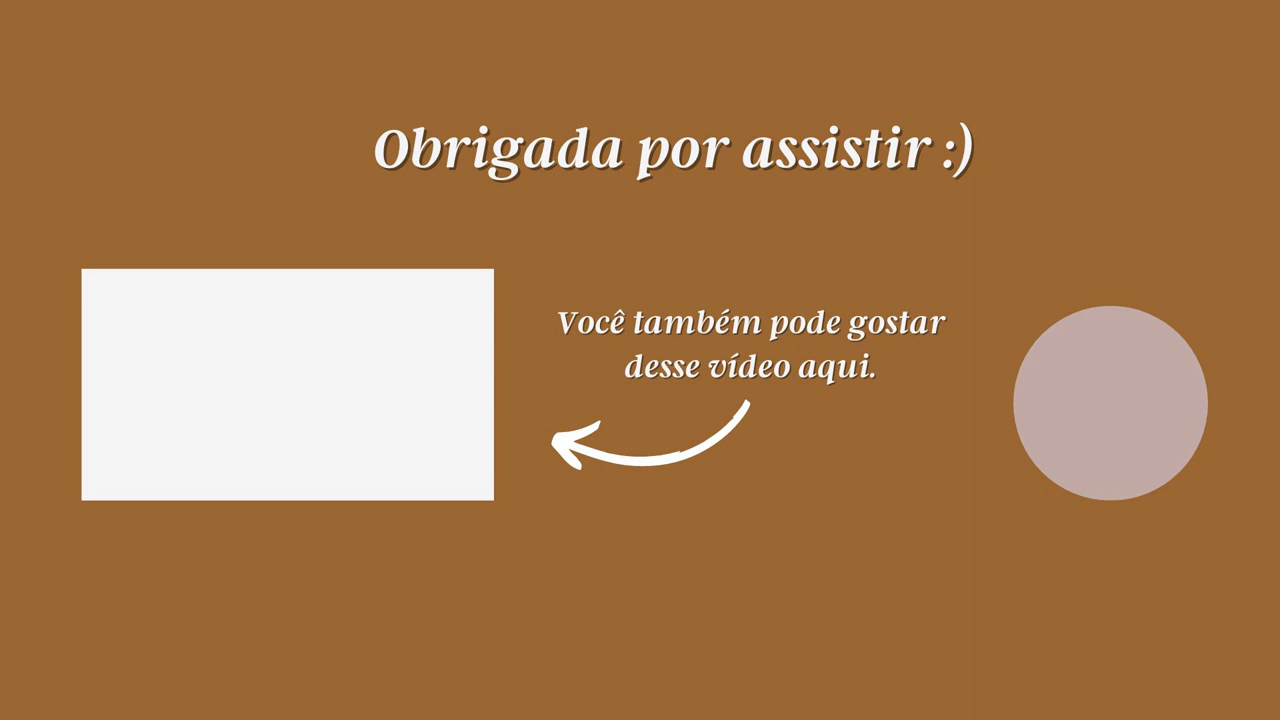 Obrigada por assistir :)
Você também pode gostar
desse vídeo aqui.